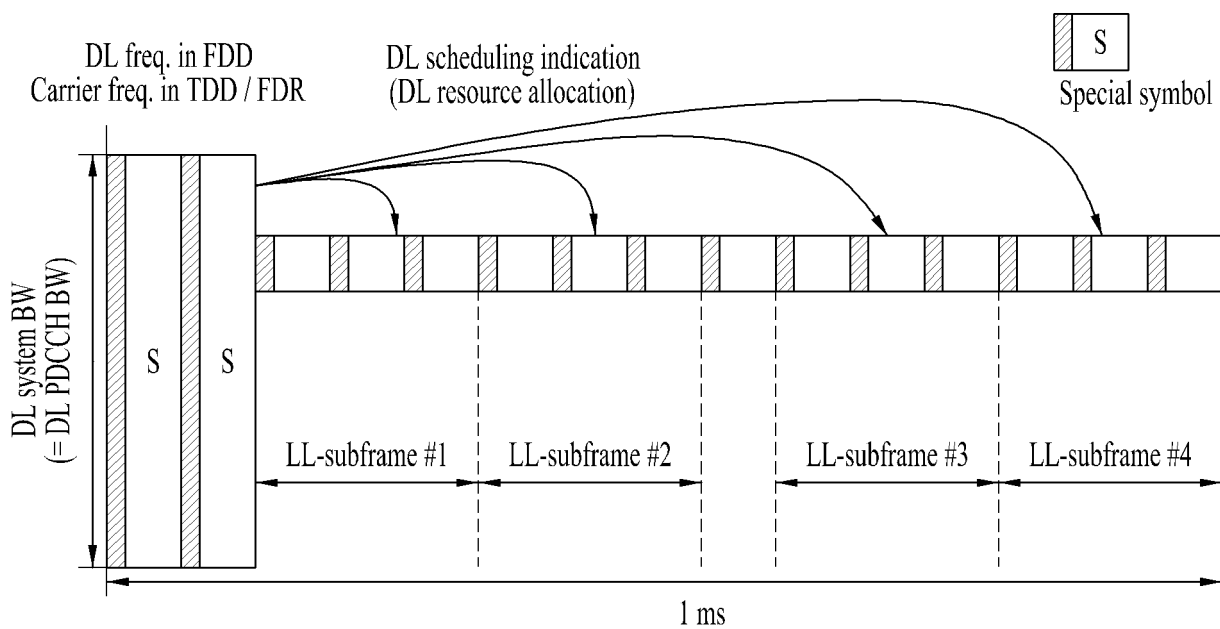 S
Special symbol
DL freq. in FDD
Carrier freq. in TDD / FDR
DL scheduling indication
(DL resource allocation)
DL system BW
(= DL PDCCH BW)
S
S
LL-subframe #1
LL-subframe #2
LL-subframe #3
LL-subframe #4
1 ms